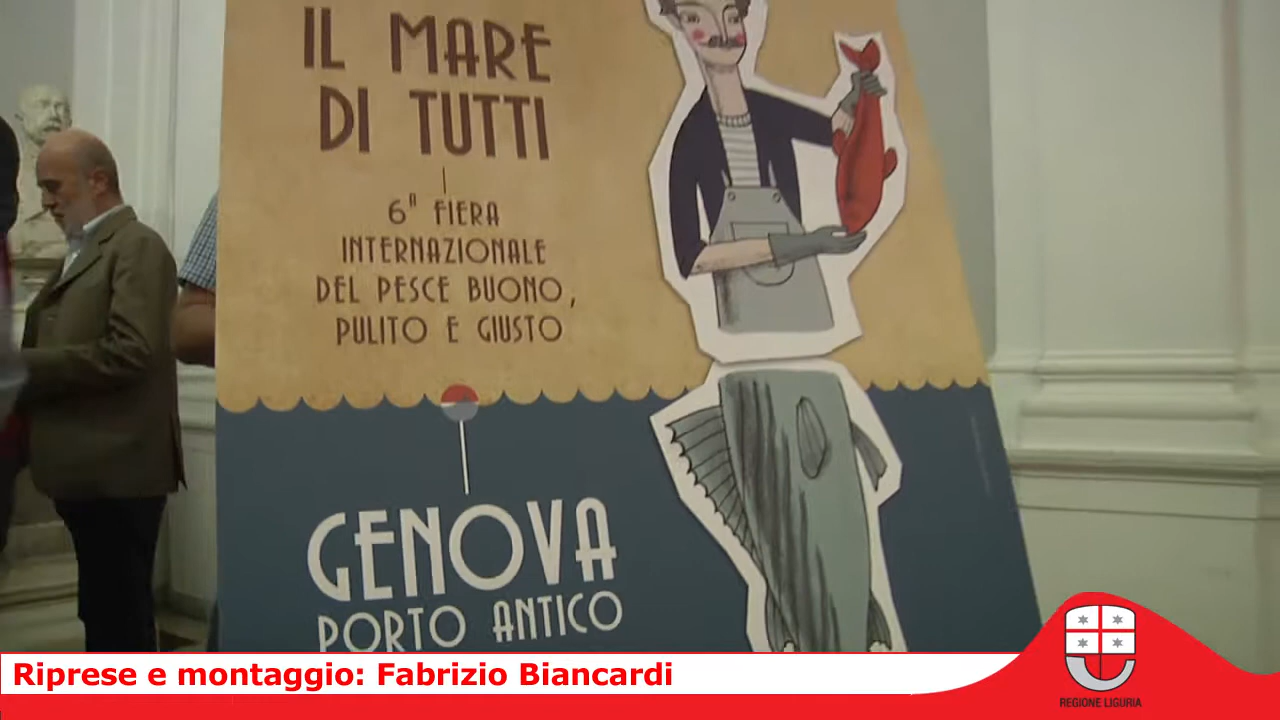 IL MARE
DI TUTTI
6ª FIERA
INTERNAZIONALE
DEL PESCE BUONO,
PULITO E GIUSTO
GENOVA
PORTO ANTICO
Riprese e montaggio: Fabrizio Biancardi
REGIONE LIGURIA